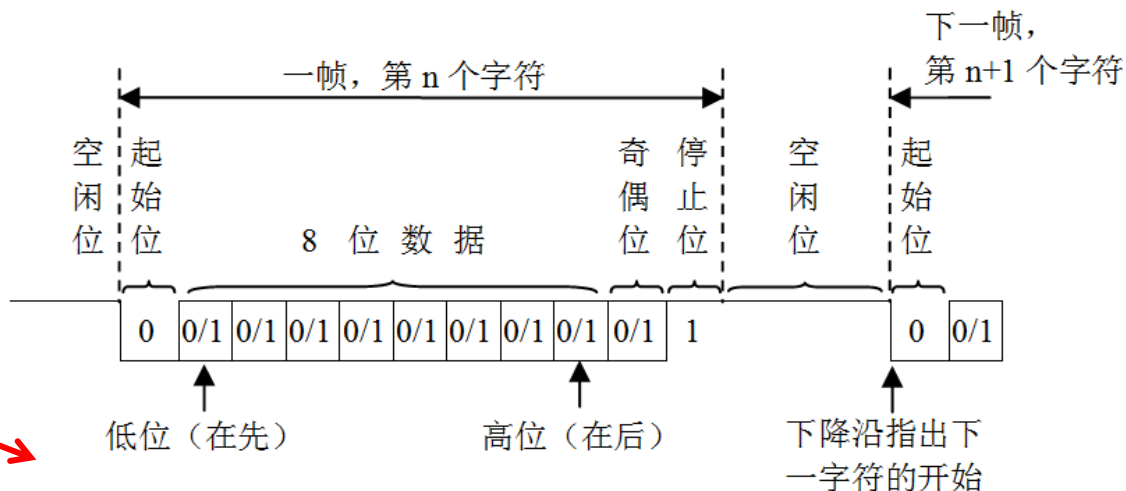 下一帧，
一帧，第 n 个字符
第 n+1 个字符
空闲位
起始位
8 位数据
奇偶位
停止位
空闲位
起始位
0 0/1 0/1 0/1 0/1 0/1 0/1 0/1 0/1 0/1 1 0 0/1
低位（在先）
高位（在后）
下降沿指出下
一字符的开始